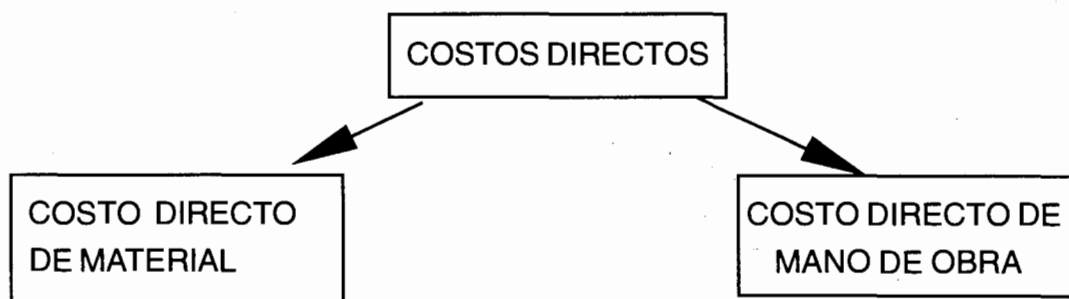 COSTOS DIRECTOS
COSTO DIRECTO
DE MATERIAL
COSTO DIRECTO DE
MANO DE OBRA